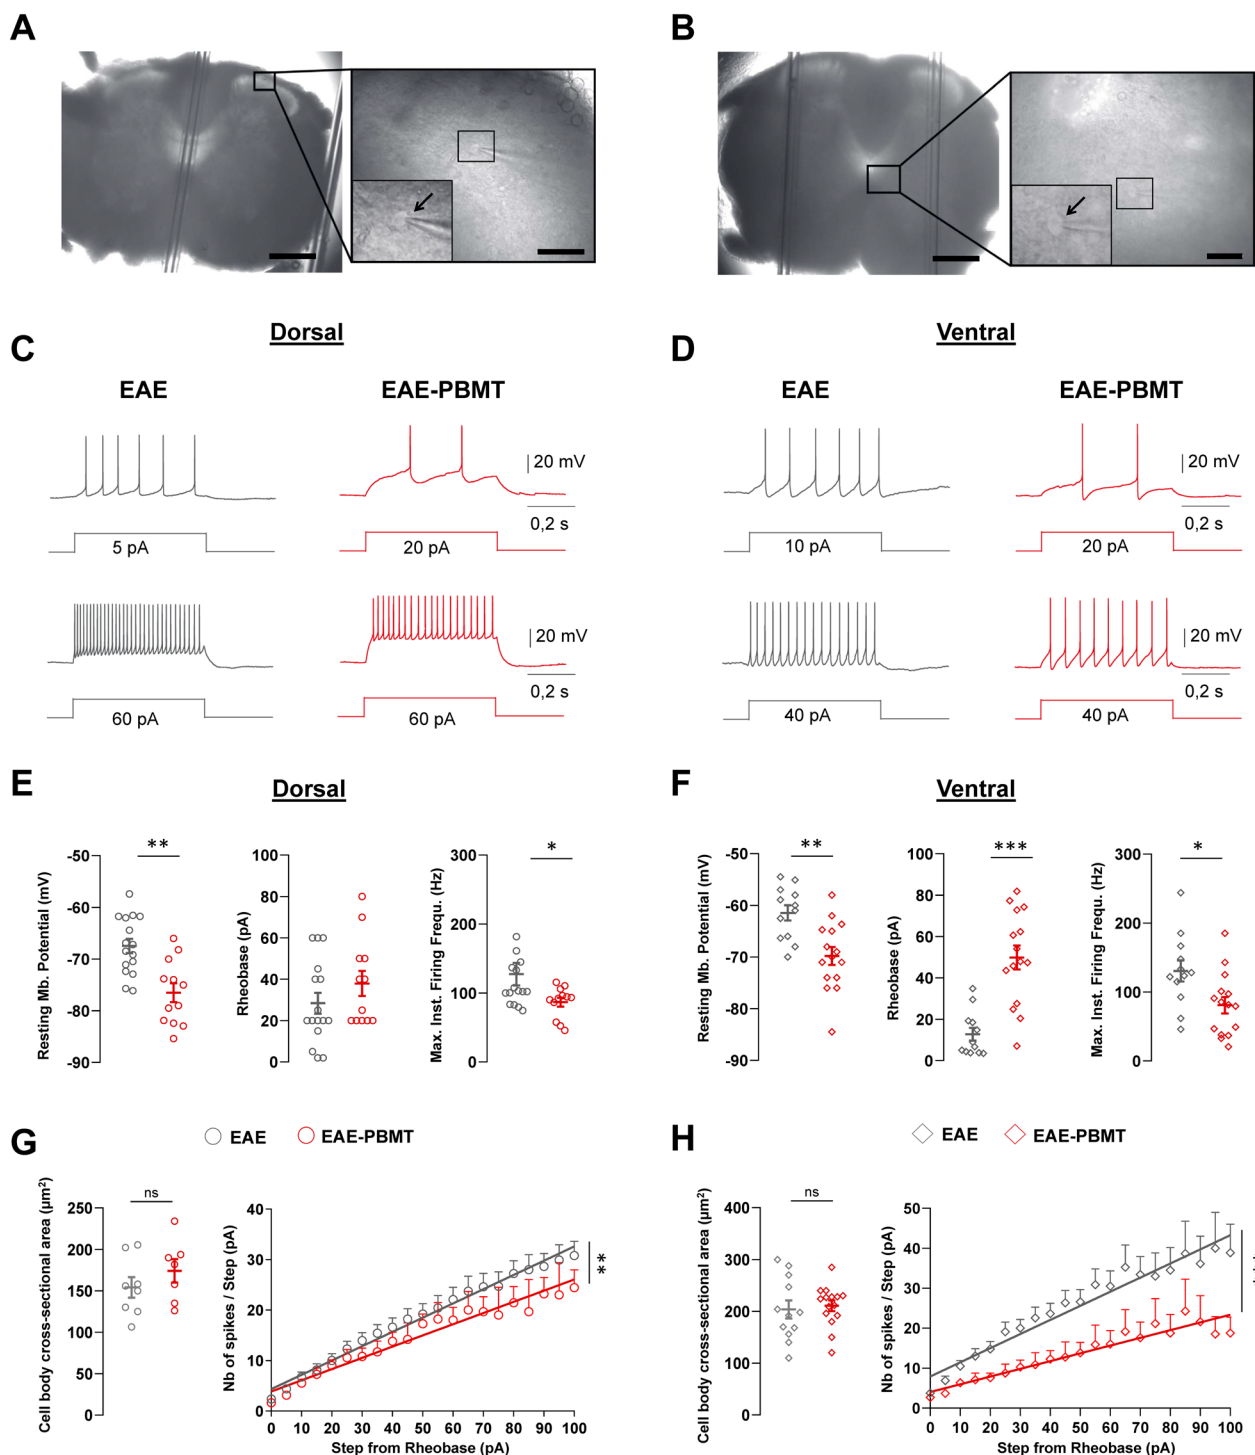 A
B
Dorsal
Ventral
C
D
EAE
EAE-PBMT
EAE
EAE-PBMT
20 mV
0,2 s
5 pA
20 pA
20 mV
0,2 s
10 pA
20 pA
20 mV
0,2 s
60 pA
60 pA
20 mV
0,2 s
40 pA
40 pA
E
Dorsal
F
Ventral
Resting Mb. Potential (mV)
-50
-60
-70
-80
-90
**
Rheobase (pA)
100
80
60
40
20
0
Max. Inst. Firing Frequ. (Hz)
300
200
100
0
*
Resting Mb. Potential (mV)
-50
-60
-70
-80
-90
**
Rheobase (pA)
100
80
60
40
20
0
***
Max. Inst. Firing Frequ. (Hz)
300
200
100
0
*
G
EAE
EAE-PBMT
H
EAE
EAE-PBMT
Cell body cross-sectional area (µm²)
250
200
150
100
50
0
ns
Nb of spikes / Step (pA)
40
30
20
10
0
**
0 10 20 30 40 50 60 70 80 90 100
Step from Rheobase (pA)
Cell body cross-sectional area (µm²)
400
300
200
100
0
ns
Nb of spikes / Step (pA)
50
40
30
20
10
0
0 10 20 30 40 50 60 70 80 90 100
Step from Rheobase (pA)